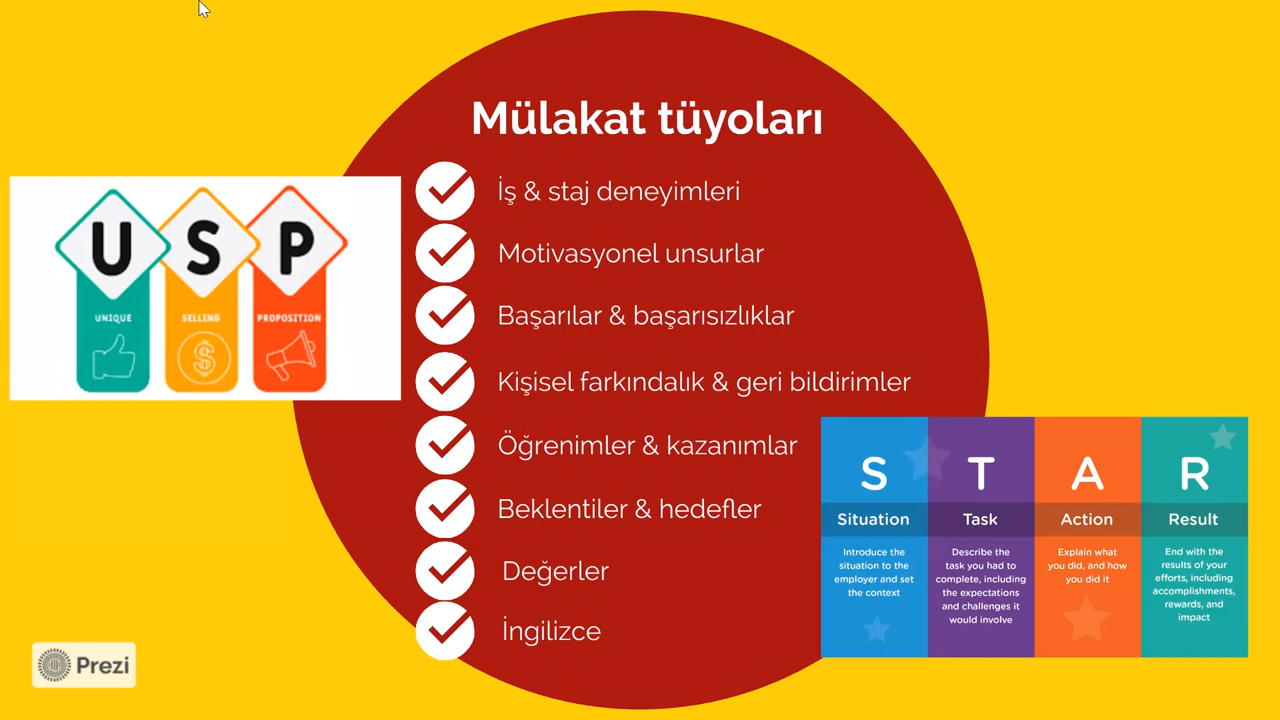 Mülakat tüyoları
U S P
UNIQUE SELLING PROPOSITION
İş & staj deneyimleri
Motivasyonel unsurlar
Başarılar & başarısızlıklar
Kişisel farkındalık & geri bildirimler
Öğrenimler & kazanımlar
Beklentiler & hedefler
Değerler
İngilizce
S
Situation
Introduce the
situation to the
employer and set
the context
T
Task
Describe the
task you had to
complete, including
the expectations
and challenges it
would involve
A
Action
Explain what
you did, and how
you did it
R
Result
End with the
results of your
efforts, including
accomplishments,
rewards, and
impact
Prezi